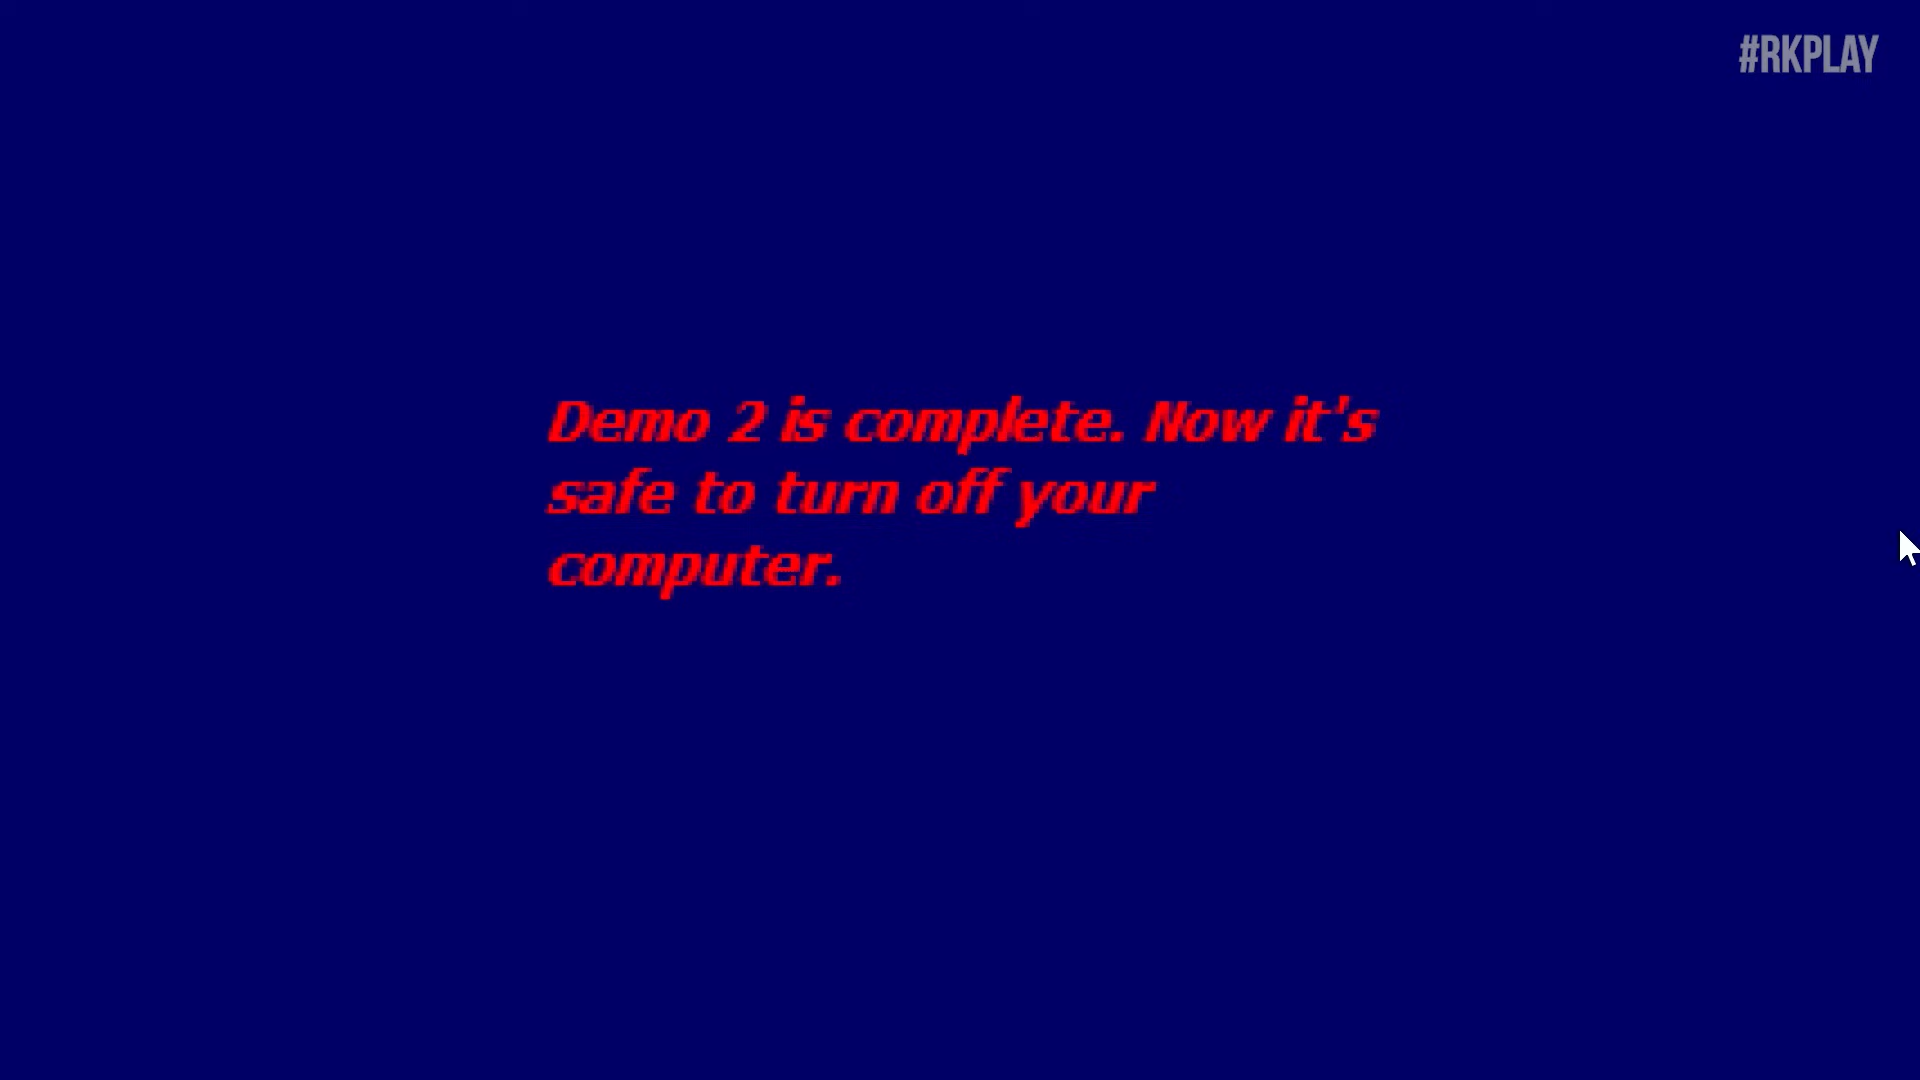 #RKPLAY
Demo 2 is complete. Now it's
safe to turn off your
computer.